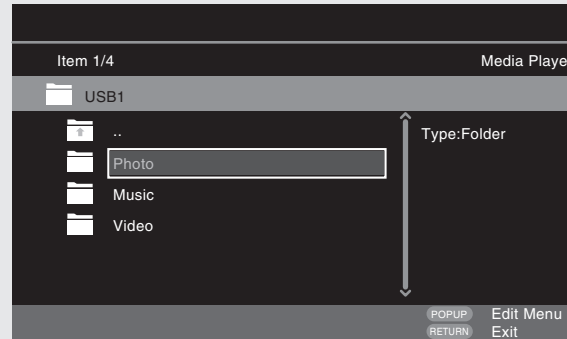 Item 1/4 Media Playe
USB1
..
Photo
Type:Folder
Music
Video
POPUP Edit Menu
RETURN Exit